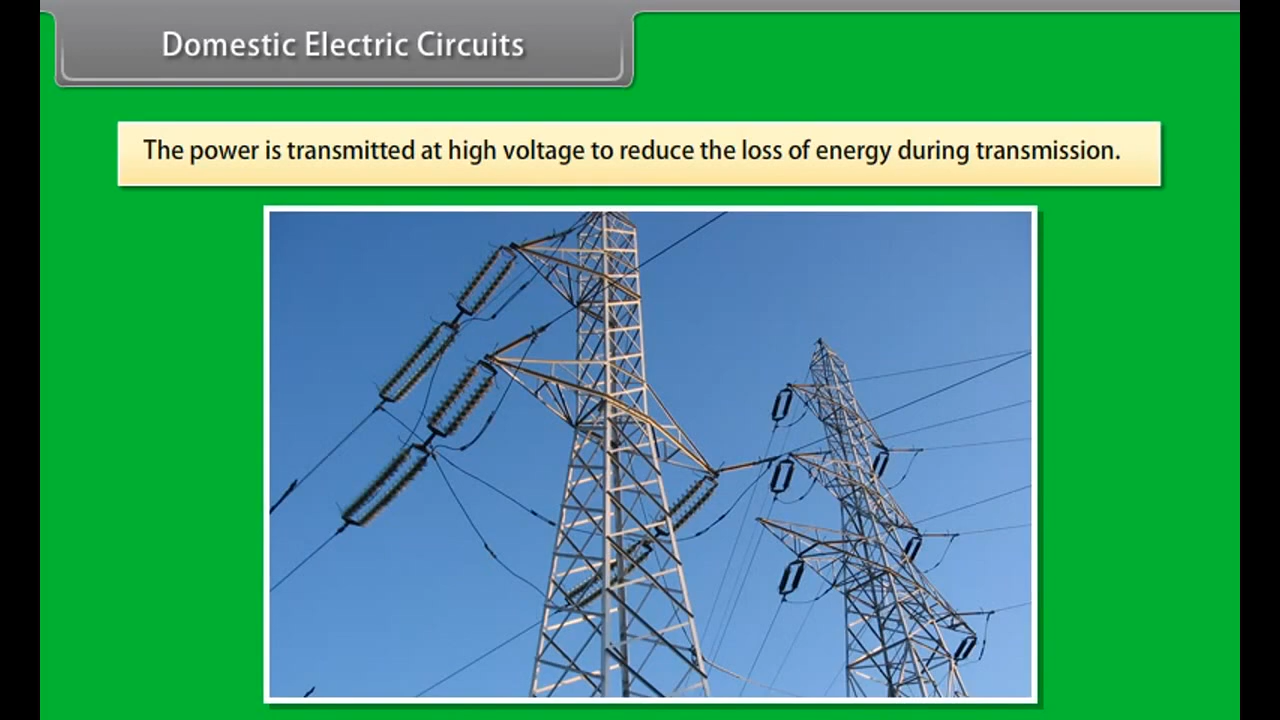 Domestic Electric Circuits
The power is transmitted at high voltage to reduce the loss of energy during transmission.